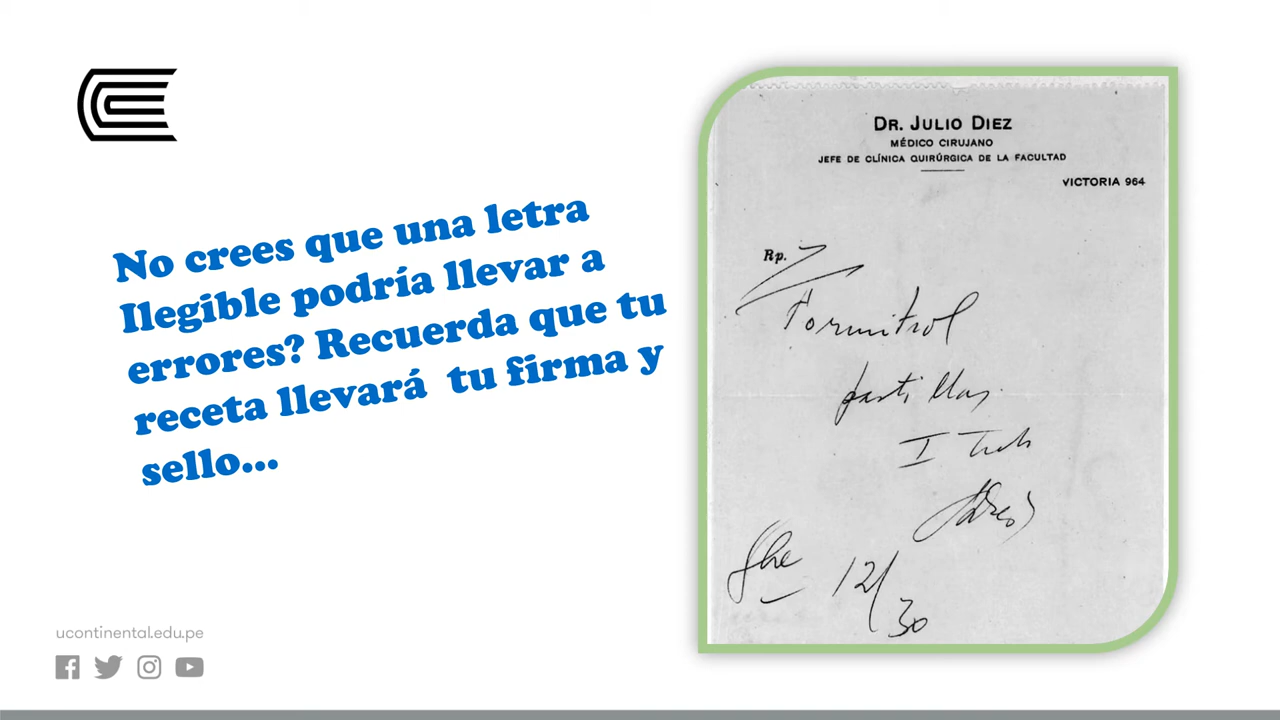 No crees que una letra
Ilegible podría llevar a
errores? Recuerda que tu
receta llevará tu firma y
sello...
ucontinental.edu.pe
DR. JULIO DIEZ
MÉDICO CIRUJANO
JEFE DE CLÍNICA QUIRÚRGICA DE LA FACULTAD
VICTORIA 964
Rp.
Formitrol
pastillas
I
12/30